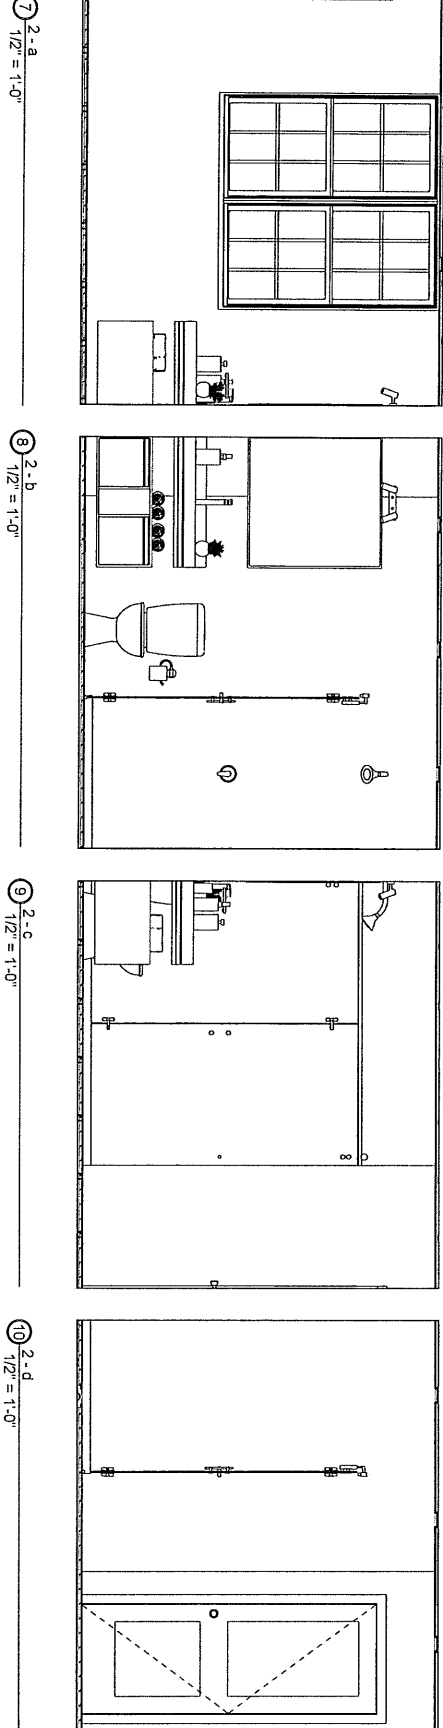 7
2 - a
1/2" = 1'-0"
8
2 - b
1/2" = 1'-0"
9
2 - c
1/2" = 1'-0"
10
2 - d
1/2" = 1'-0"